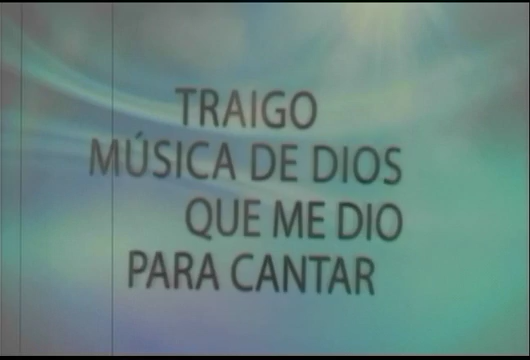 TRAIGO
MÚSICA DE DIOS
QUE ME DIO
PARA CANTAR